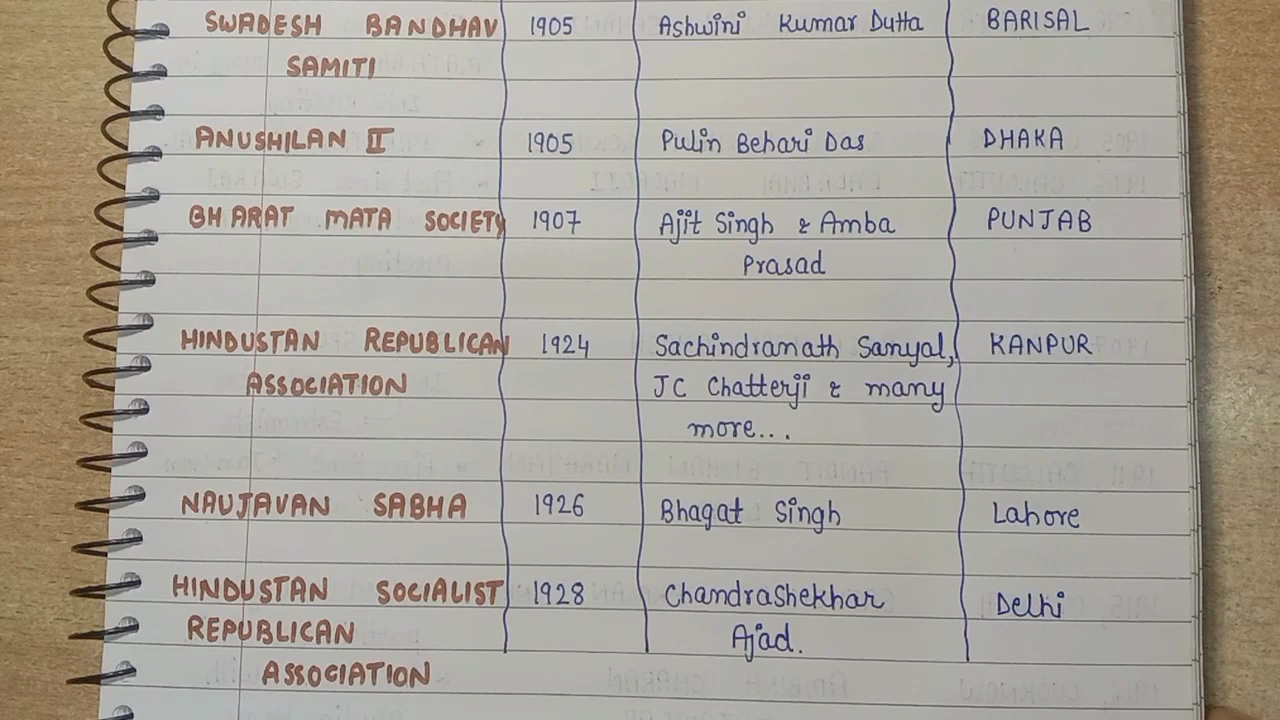 SWADESH BANDHAV 1905 Ashwini Kumar Dutta BARISAL
SAMITI
ANUSHILAN II 1905 Pulin Behari Das DHAKA
BHARAT MATA SOCIETY 1907 Ajit Singh & Amba PUNJAB
Prasad
HINDUSTAN REPUBLICAN 1924 Sachindranath Sanyal, KANPUR
ASSOCIATION JC Chatterji & many
more...
NAUJAVAN SABHA 1926 Bhagat Singh Lahore
HINDUSTAN SOCIALIST 1928 Chandrashekhar Delhi
REPUBLICAN Ajad.
ASSOCIATION